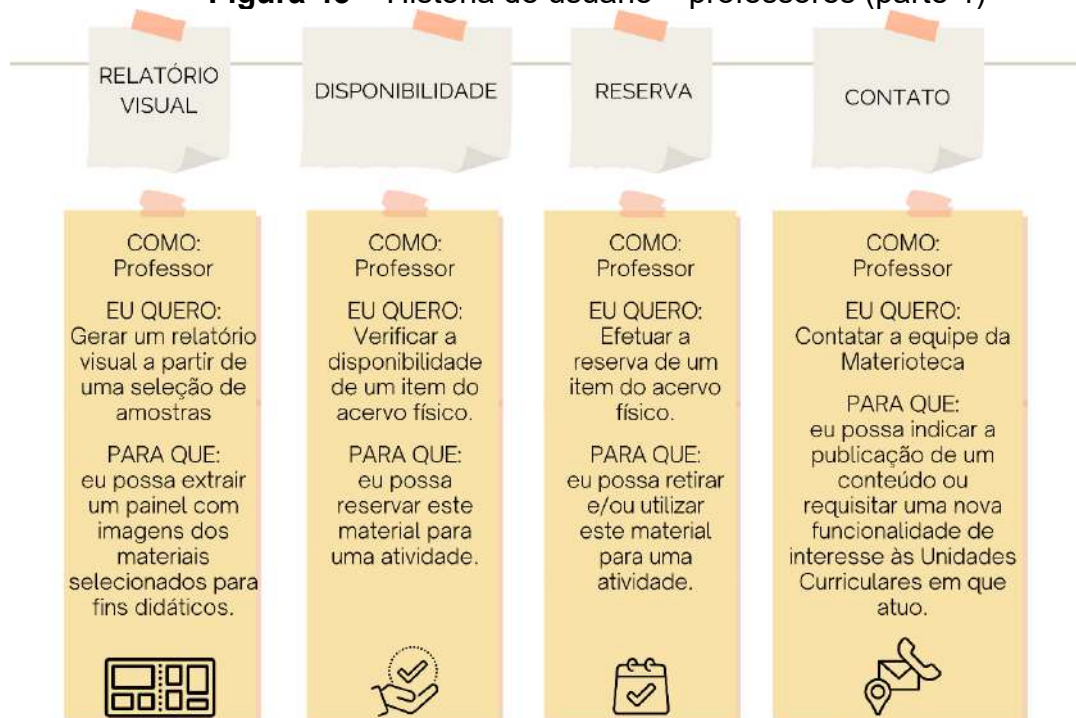 História do usuário – professores (parte
RELATÓRIO
VISUAL
COMO:
Professor
EU QUERO:
Gerar um relatório
visual a partir de
uma seleção de
amostras
PARA QUE:
eu possa extrair
um painel com
imagens dos
materiais
selecionados para
fins didáticos.
DISPONIBILIDADE
COMO:
Professor
EU QUERO:
Verificar a
disponibilidade
de um item do
acervo físico.
PARA QUE:
eu possa
reservar este
material para
uma atividade.
RESERVA
COMO:
Professor
EU QUERO:
Efetuar a
reserva de um
item do acervo
físico.
PARA QUE:
eu possa retirar
e/ou utilizar
este material
para uma
atividade.
CONTATO
COMO:
Professor
EU QUERO:
Contatar a equipe da
Materioteca
PARA QUE:
eu possa indicar a
publicação de um
conteúdo ou
requisitar uma nova
funcionalidade de
interesse às Unidades
Curriculares em que
atuo.